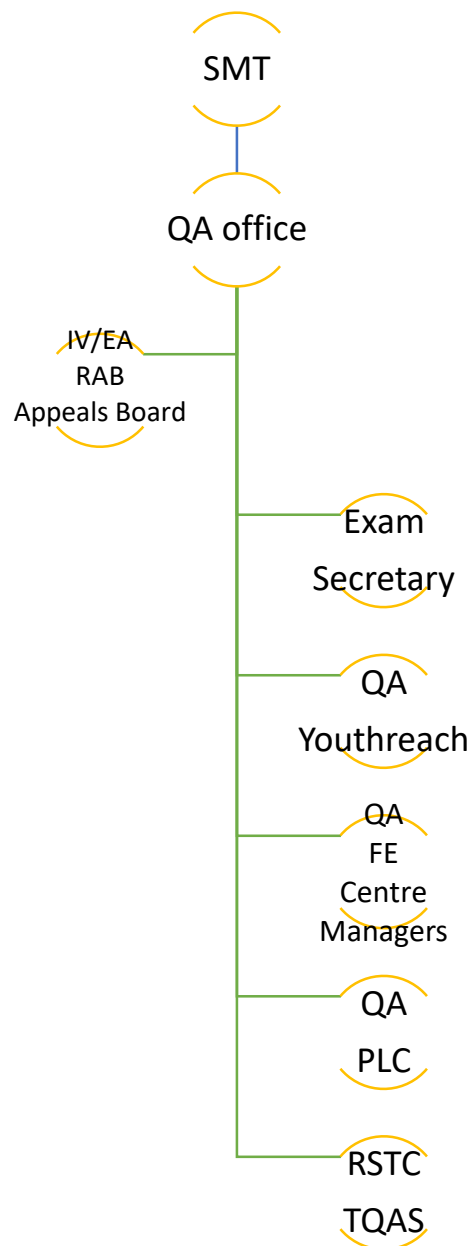 SMT
QA office
IV/EA
RAB
Appeals Board
Exam
Secretary
QA
Youthreach
QA
FE
Centre
Managers
QA
PLC
RSTC
TQAS